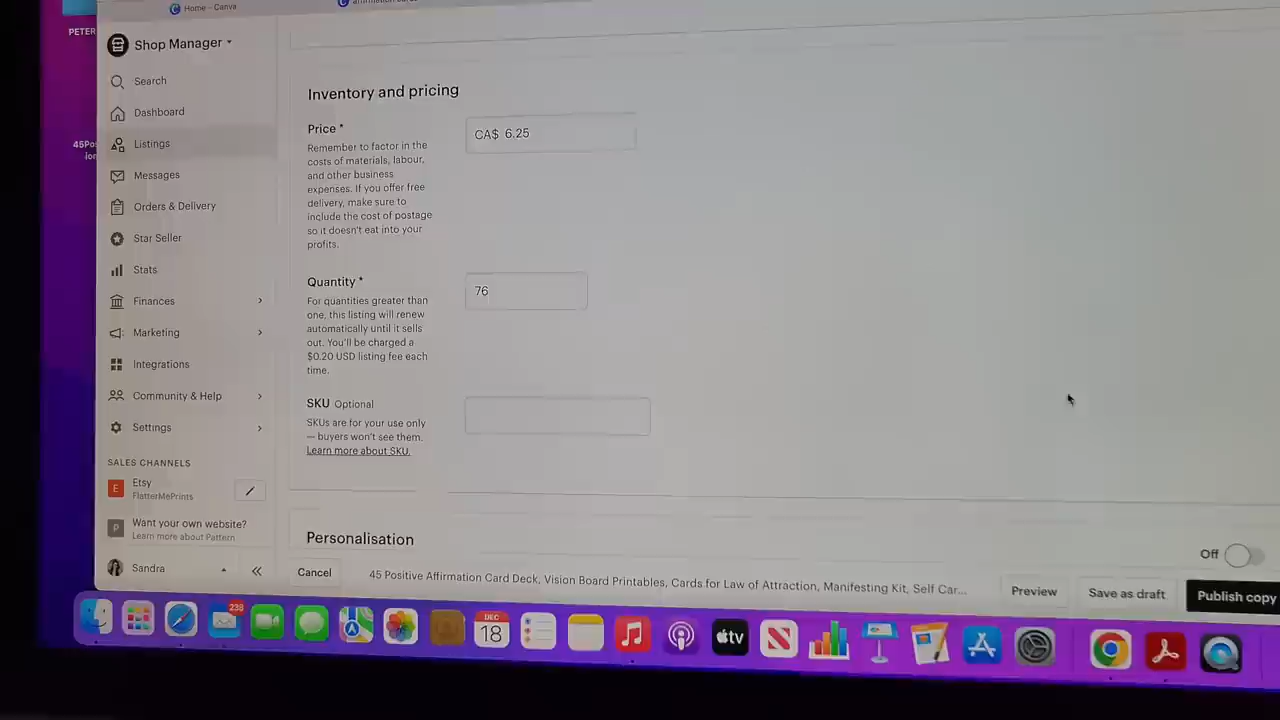 Home - Canva
PETER
Shop Manager
Search
Dashboard
Listings
45Pos
ion
Messages
Orders & Delivery
Star Seller
Stats
Finances
Marketing
Integrations
Community & Help
Settings
SALES CHANNELS
Etsy
FlatterMePrints
Want your own website?
Learn more about Pattern
Sandra
Inventory and pricing
Price *
Remember to factor in the
costs of materials, labour,
and other business
expenses. If you offer free
delivery, make sure to
include the cost of postage
so it doesn't eat into your
profits.
CA$ 6.25
Quantity *
For quantities greater than
one, this listing will renew
automatically until it sells
out. You'll be charged a
$0.20 USD listing fee each
time.
76
SKU Optional
SKUs are for your use only
— buyers won't see them.
Learn more about SKU.
Personalisation
Off
Cancel
45 Positive Affirmation Card Deck, Vision Board Printables, Cards for Law of Attraction, Manifesting Kit, Self Car...
Preview
Save as draft
Publish copy
238
DEC
18
tv